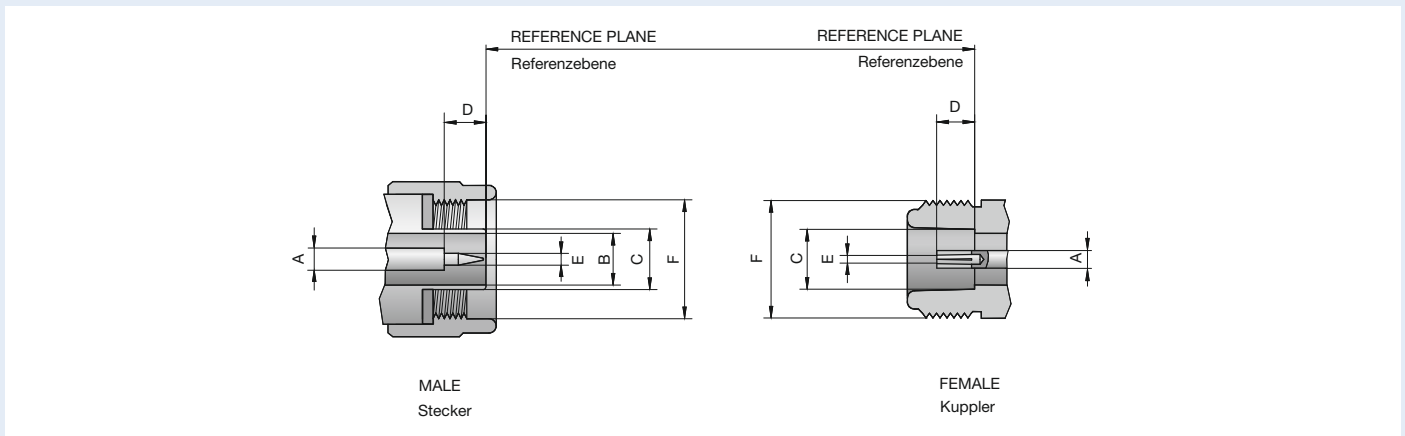 REFERENCE PLANE
Referenzebene
REFERENCE PLANE
Referenzebene
D
D
A
E
B
C
F
F
C
E
A
MALE
Stecker
FEMALE
Kuppler